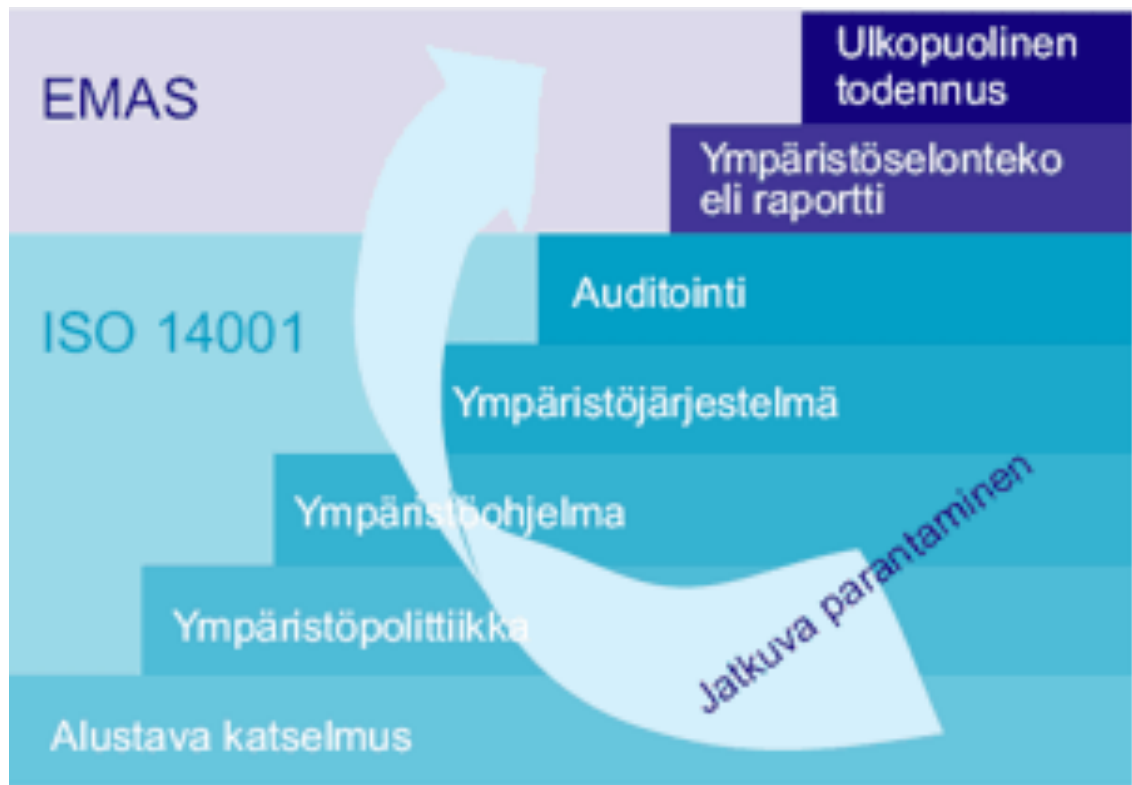 EMAS
Ulkopuolinen
todennus
Ympäristöselonteko
eli raportti
ISO 14001
Auditointi
Ympäristöjärjestelmä
Ympäristöohjelma
Ympäristöpolittiikka
Jatkuva parantaminen
Alustava katselmus